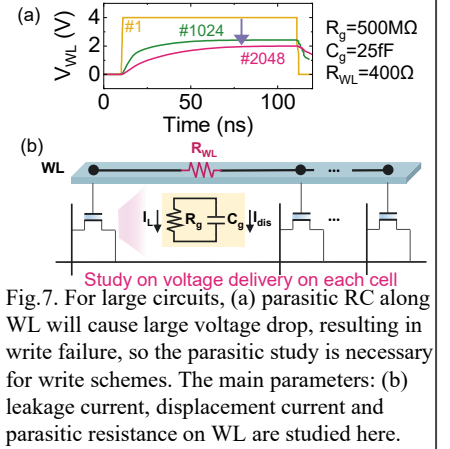 (a)
4
2
0
V_WL (V)
#1
#1024
#2048
0
50
100
Time (ns)
R_g=500MΩ
C_g=25fF
R_WL=400Ω
(b)
R_WL
WL
...
I_L
R_g
C_g
I_dis
...
Study on voltage delivery on each cell
Fig.7. For large circuits, (a) parasitic RC along
WL will cause large voltage drop, resulting in
write failure, so the parasitic study is necessary
for write schemes. The main parameters: (b)
leakage current, displacement current and
parasitic resistance on WL are studied here.